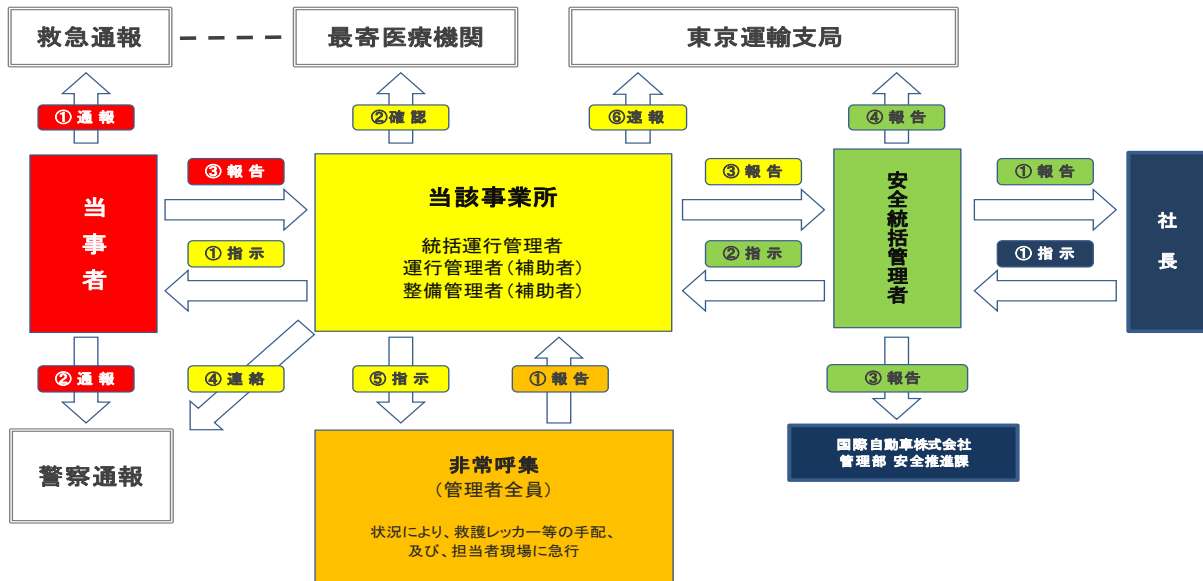 救急通報
最寄医療機関
東京運輸支局
①通報
②確認
⑥速報
④報告
当事者
③報告
①指示
当該事業所
統括運行管理者
運行管理者(補助者)
整備管理者(補助者)
③報告
②指示
安全統括管理者
①報告
①指示
社長
②通報
④連絡
⑤指示
①報告
③報告
警察通報
非常呼集
(管理者全員)
状況により、救護レッカー等の手配、
及び、担当者現場に急行
国際自動車株式会社
管理部 安全推進課